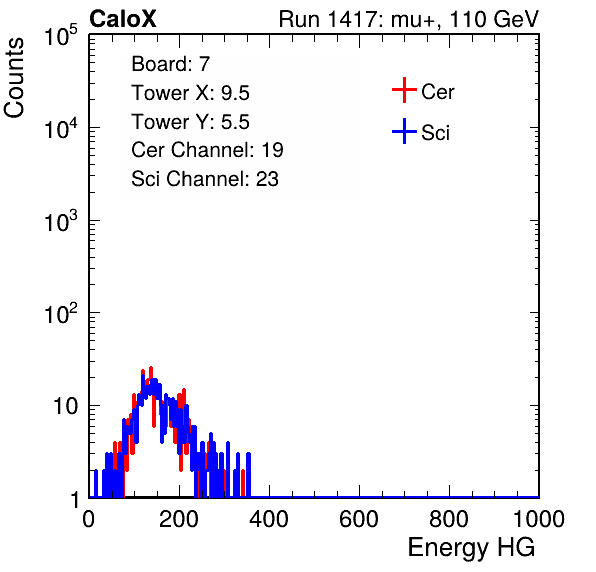 CaloX Run 1417: mu+, 110 GeV
Counts
Board: 7
Tower X: 9.5
Tower Y: 5.5
Cer Channel: 19
Sci Channel: 23
Cer
Sci
10^5
10^4
10^3
10^2
10
1
0 200 400 600 800 1000
Energy HG